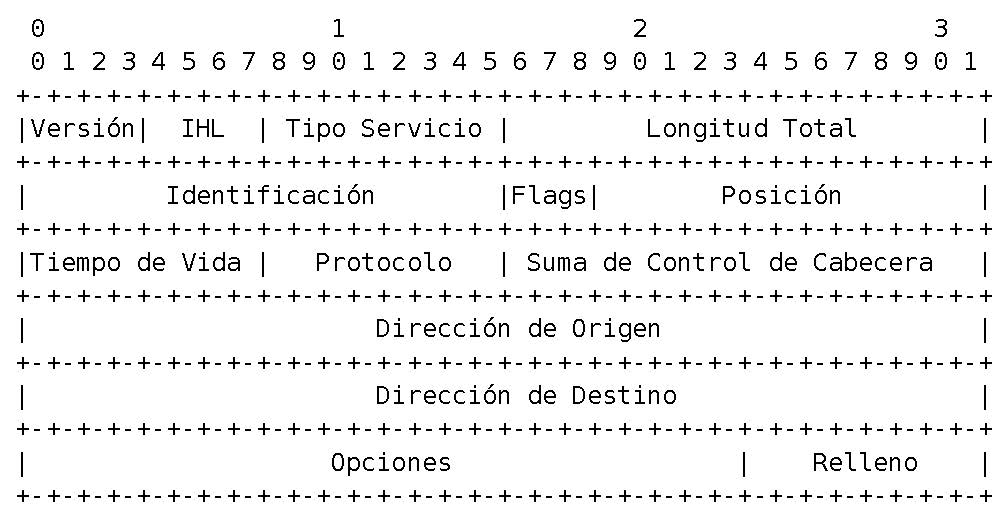 0                   1                   2                   3
0 1 2 3 4 5 6 7 8 9 0 1 2 3 4 5 6 7 8 9 0 1 2 3 4 5 6 7 8 9 0 1
+-+-+-+-+-+-+-+-+-+-+-+-+-+-+-+-+-+-+-+-+-+-+-+-+-+-+-+-+-+-+-+-+
|Versión|  IHL  | Tipo Servicio |         Longitud Total        |
+-+-+-+-+-+-+-+-+-+-+-+-+-+-+-+-+-+-+-+-+-+-+-+-+-+-+-+-+-+-+-+-+
|         Identificación        |Flags|        Posición         |
+-+-+-+-+-+-+-+-+-+-+-+-+-+-+-+-+-+-+-+-+-+-+-+-+-+-+-+-+-+-+-+-+
|Tiempo de Vida |   Protocolo   | Suma de Control de Cabecera   |
+-+-+-+-+-+-+-+-+-+-+-+-+-+-+-+-+-+-+-+-+-+-+-+-+-+-+-+-+-+-+-+-+
|                       Dirección de Origen                     |
+-+-+-+-+-+-+-+-+-+-+-+-+-+-+-+-+-+-+-+-+-+-+-+-+-+-+-+-+-+-+-+-+
|                       Dirección de Destino                    |
+-+-+-+-+-+-+-+-+-+-+-+-+-+-+-+-+-+-+-+-+-+-+-+-+-+-+-+-+-+-+-+-+
|                    Opciones                   |    Relleno    |
+-+-+-+-+-+-+-+-+-+-+-+-+-+-+-+-+-+-+-+-+-+-+-+-+-+-+-+-+-+-+-+-+